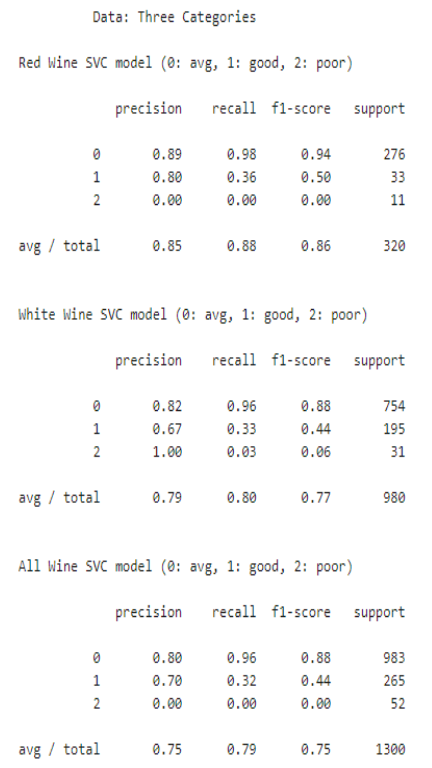 Data: Three Categories
Red Wine SVC model (0: avg, 1: good, 2: poor)
precision recall f1-score support
0 0.89 0.98 0.94 276
1 0.80 0.36 0.50 33
2 0.00 0.00 0.00 11
avg / total 0.85 0.88 0.86 320
White Wine SVC model (0: avg, 1: good, 2: poor)
precision recall f1-score support
0 0.82 0.96 0.88 754
1 0.67 0.33 0.44 195
2 1.00 0.03 0.06 31
avg / total 0.79 0.80 0.77 980
All Wine SVC model (0: avg, 1: good, 2: poor)
precision recall f1-score support
0 0.80 0.96 0.88 983
1 0.70 0.32 0.44 265
2 0.00 0.00 0.00 52
avg / total 0.75 0.79 0.75 1300